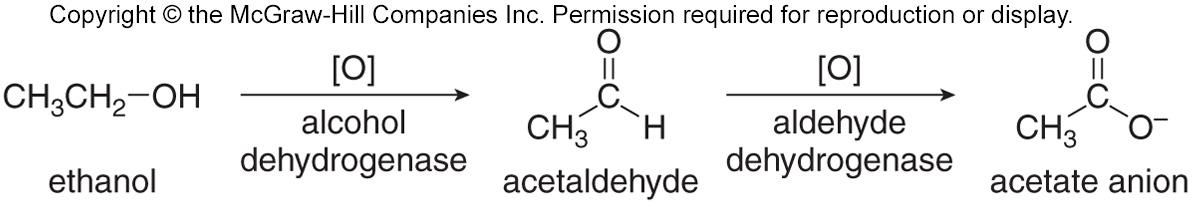 Copyright © the McGraw-Hill Companies Inc. Permission required for reproduction or display.
CH₃CH₂–OH
[O]
alcohol
dehydrogenase
O
C
CH₃ H
[O]
aldehyde
dehydrogenase
O
C
CH₃ O⁻
ethanol
acetaldehyde
acetate anion